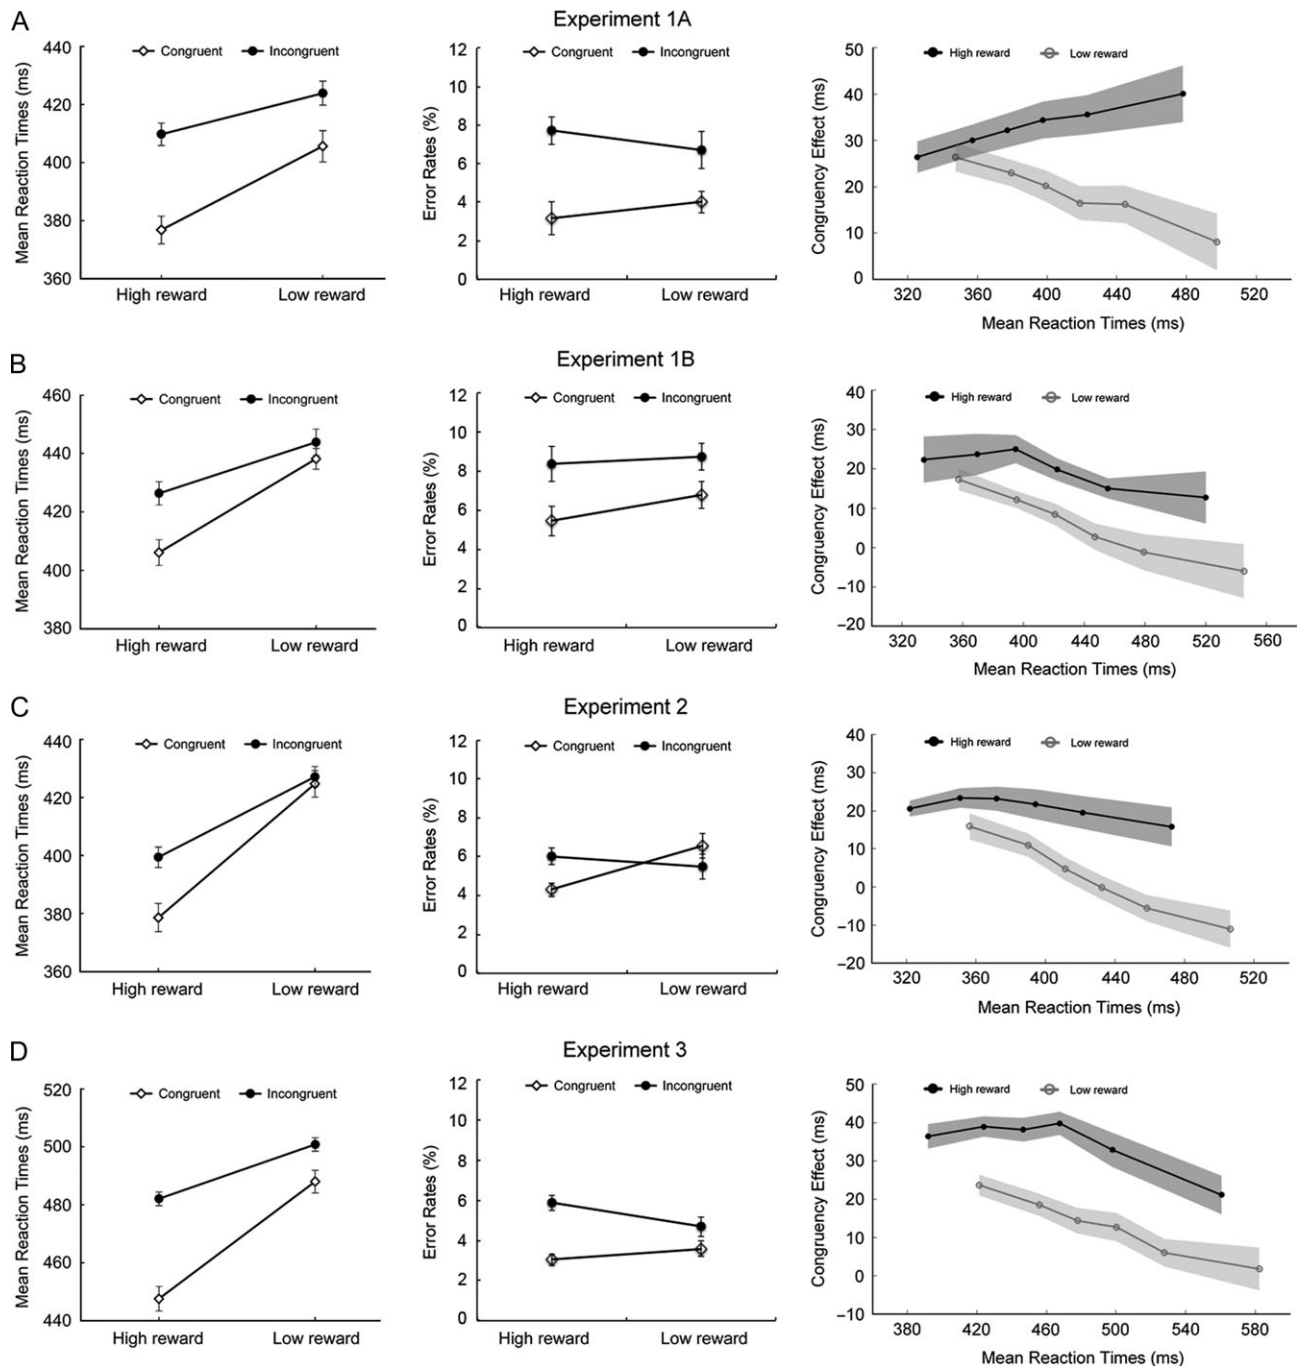 A
Experiment 1A
Mean Reaction Times (ms)
440
420
400
380
360
Congruent
Incongruent
High reward
Low reward
Error Rates (%)
12
10
8
6
4
2
0
Congruent
Incongruent
High reward
Low reward
Congruency Effect (ms)
50
40
30
20
10
0
High reward
Low reward
320 360 400 440 480 520
Mean Reaction Times (ms)
B
Experiment 1B
Mean Reaction Times (ms)
460
440
420
400
380
Congruent
Incongruent
High reward
Low reward
Error Rates (%)
12
10
8
6
4
2
0
Congruent
Incongruent
High reward
Low reward
Congruency Effect (ms)
40
30
20
10
0
–10
–20
High reward
Low reward
320 360 400 440 480 520 560
Mean Reaction Times (ms)
C
Experiment 2
Mean Reaction Times (ms)
440
420
400
380
360
Congruent
Incongruent
High reward
Low reward
Error Rates (%)
12
10
8
6
4
2
0
Congruent
Incongruent
High reward
Low reward
Congruency Effect (ms)
40
30
20
10
0
–10
–20
High reward
Low reward
320 360 400 440 480 520
Mean Reaction Times (ms)
D
Experiment 3
Mean Reaction Times (ms)
520
500
480
460
440
Congruent
Incongruent
High reward
Low reward
Error Rates (%)
12
10
8
6
4
2
0
Congruent
Incongruent
High reward
Low reward
Congruency Effect (ms)
50
40
30
20
10
0
–10
High reward
Low reward
380 420 460 500 540 580
Mean Reaction Times (ms)